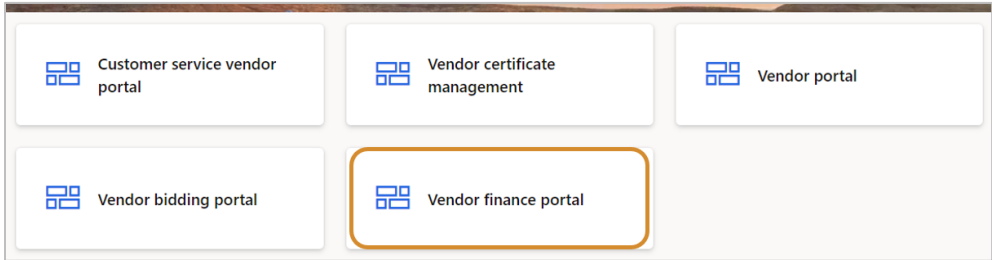 Customer service vendor
portal
Vendor certificate
management
Vendor portal
Vendor bidding portal
Vendor finance portal